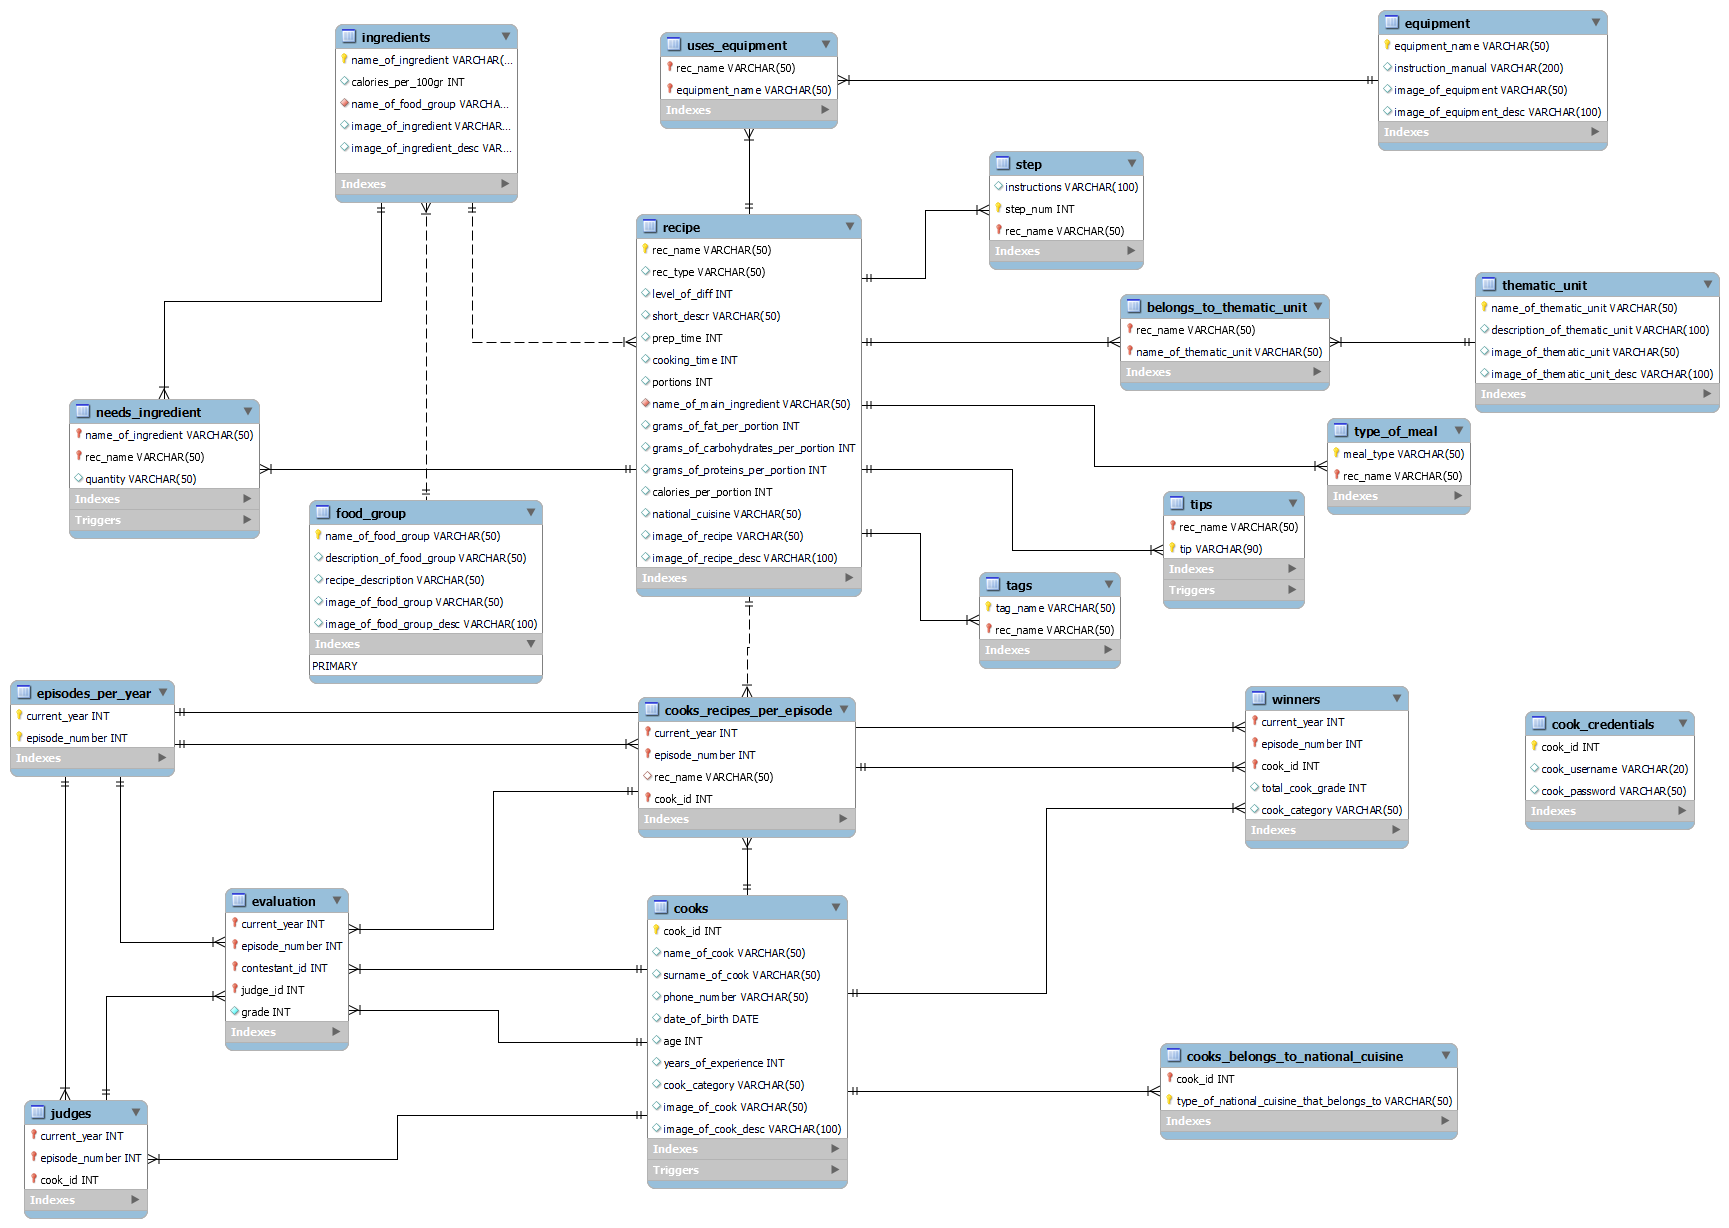 ingredients
name_of_ingredient VARCHAR(...
calories_per_100gr INT
name_of_food_group VARCHA...
image_of_ingredient VARCHAR...
image_of_ingredient_desc VAR...
Indexes
uses_equipment
rec_name VARCHAR(50)
equipment_name VARCHAR(50)
Indexes
equipment
equipment_name VARCHAR(50)
instruction_manual VARCHAR(200)
image_of_equipment VARCHAR(50)
image_of_equipment_desc VARCHAR(100)
Indexes
step
instructions VARCHAR(100)
step_num INT
rec_name VARCHAR(50)
Indexes
recipe
rec_name VARCHAR(50)
rec_type VARCHAR(50)
level_of_diff INT
short_descr VARCHAR(50)
prep_time INT
cooking_time INT
portions INT
name_of_main_ingredient VARCHAR(50)
grams_of_fat_per_portion INT
grams_of_carbohydrates_per_portion INT
grams_of_proteins_per_portion INT
calories_per_portion INT
national_cuisine VARCHAR(50)
image_of_recipe VARCHAR(50)
image_of_recipe_desc VARCHAR(100)
Indexes
belongs_to_thematic_unit
rec_name VARCHAR(50)
name_of_thematic_unit VARCHAR(50)
Indexes
thematic_unit
name_of_thematic_unit VARCHAR(50)
description_of_thematic_unit VARCHAR(100)
image_of_thematic_unit VARCHAR(50)
image_of_thematic_unit_desc VARCHAR(100)
Indexes
needs_ingredient
name_of_ingredient VARCHAR(50)
rec_name VARCHAR(50)
quantity VARCHAR(50)
Indexes
Triggers
type_of_meal
meal_type VARCHAR(50)
rec_name VARCHAR(50)
Indexes
food_group
name_of_food_group VARCHAR(50)
description_of_food_group VARCHAR(50)
recipe_description VARCHAR(50)
image_of_food_group VARCHAR(50)
image_of_food_group_desc VARCHAR(100)
Indexes
PRIMARY
tips
rec_name VARCHAR(50)
tip VARCHAR(90)
Indexes
Triggers
tags
tag_name VARCHAR(50)
rec_name VARCHAR(50)
Indexes
episodes_per_year
current_year INT
episode_number INT
Indexes
cooks_recipes_per_episode
current_year INT
episode_number INT
rec_name VARCHAR(50)
cook_id INT
Indexes
winners
current_year INT
episode_number INT
cook_id INT
total_cook_grade INT
cook_category VARCHAR(50)
Indexes
cook_credentials
cook_id INT
cook_username VARCHAR(20)
cook_password VARCHAR(50)
Indexes
evaluation
current_year INT
episode_number INT
contestant_id INT
judge_id INT
grade INT
Indexes
cooks
cook_id INT
name_of_cook VARCHAR(50)
surname_of_cook VARCHAR(50)
phone_number VARCHAR(50)
date_of_birth DATE
age INT
years_of_experience INT
cook_category VARCHAR(50)
image_of_cook VARCHAR(50)
image_of_cook_desc VARCHAR(100)
Indexes
Triggers
cooks_belongs_to_national_cuisine
cook_id INT
type_of_national_cuisine_that_belongs_to VARCHAR(50)
Indexes
judges
current_year INT
episode_number INT
cook_id INT
Indexes